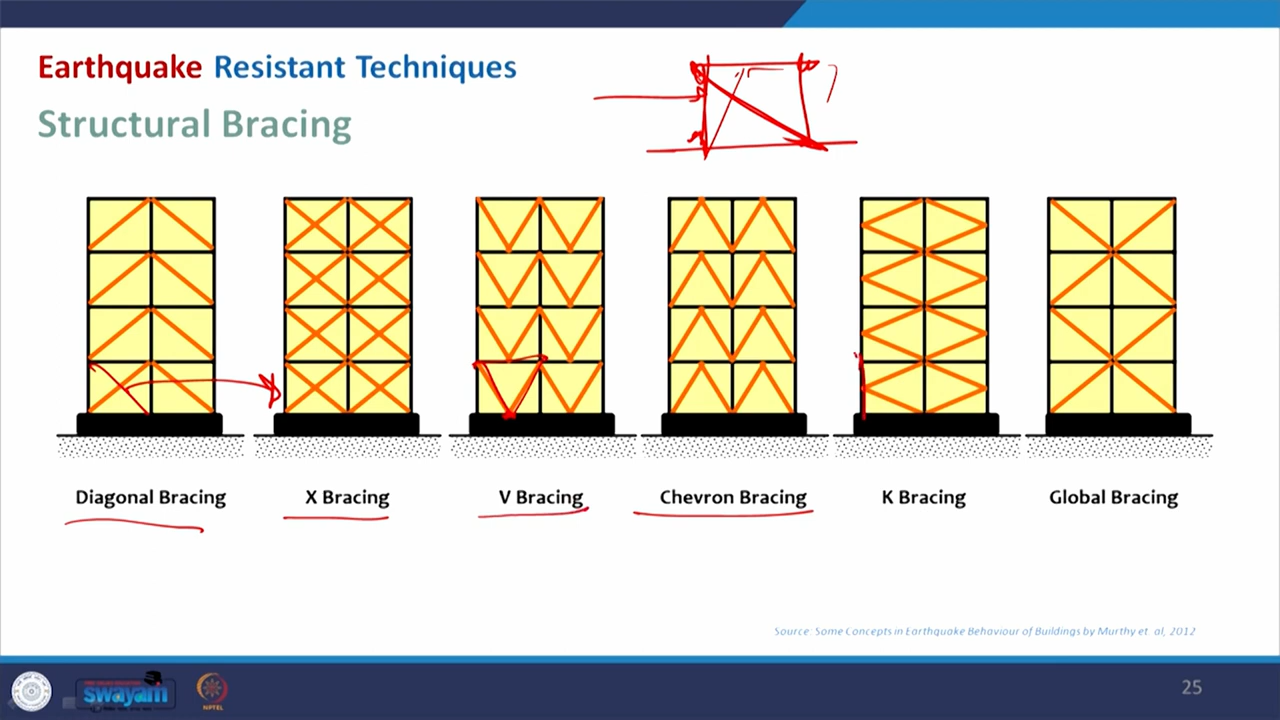 Earthquake Resistant Techniques
Structural Bracing
Diagonal Bracing
X Bracing
V Bracing
Chevron Bracing
K Bracing
Global Bracing
Source: Some Concepts in Earthquake Behaviour of Buildings by Murthy et. al, 2012
swayam
NPTEL
25